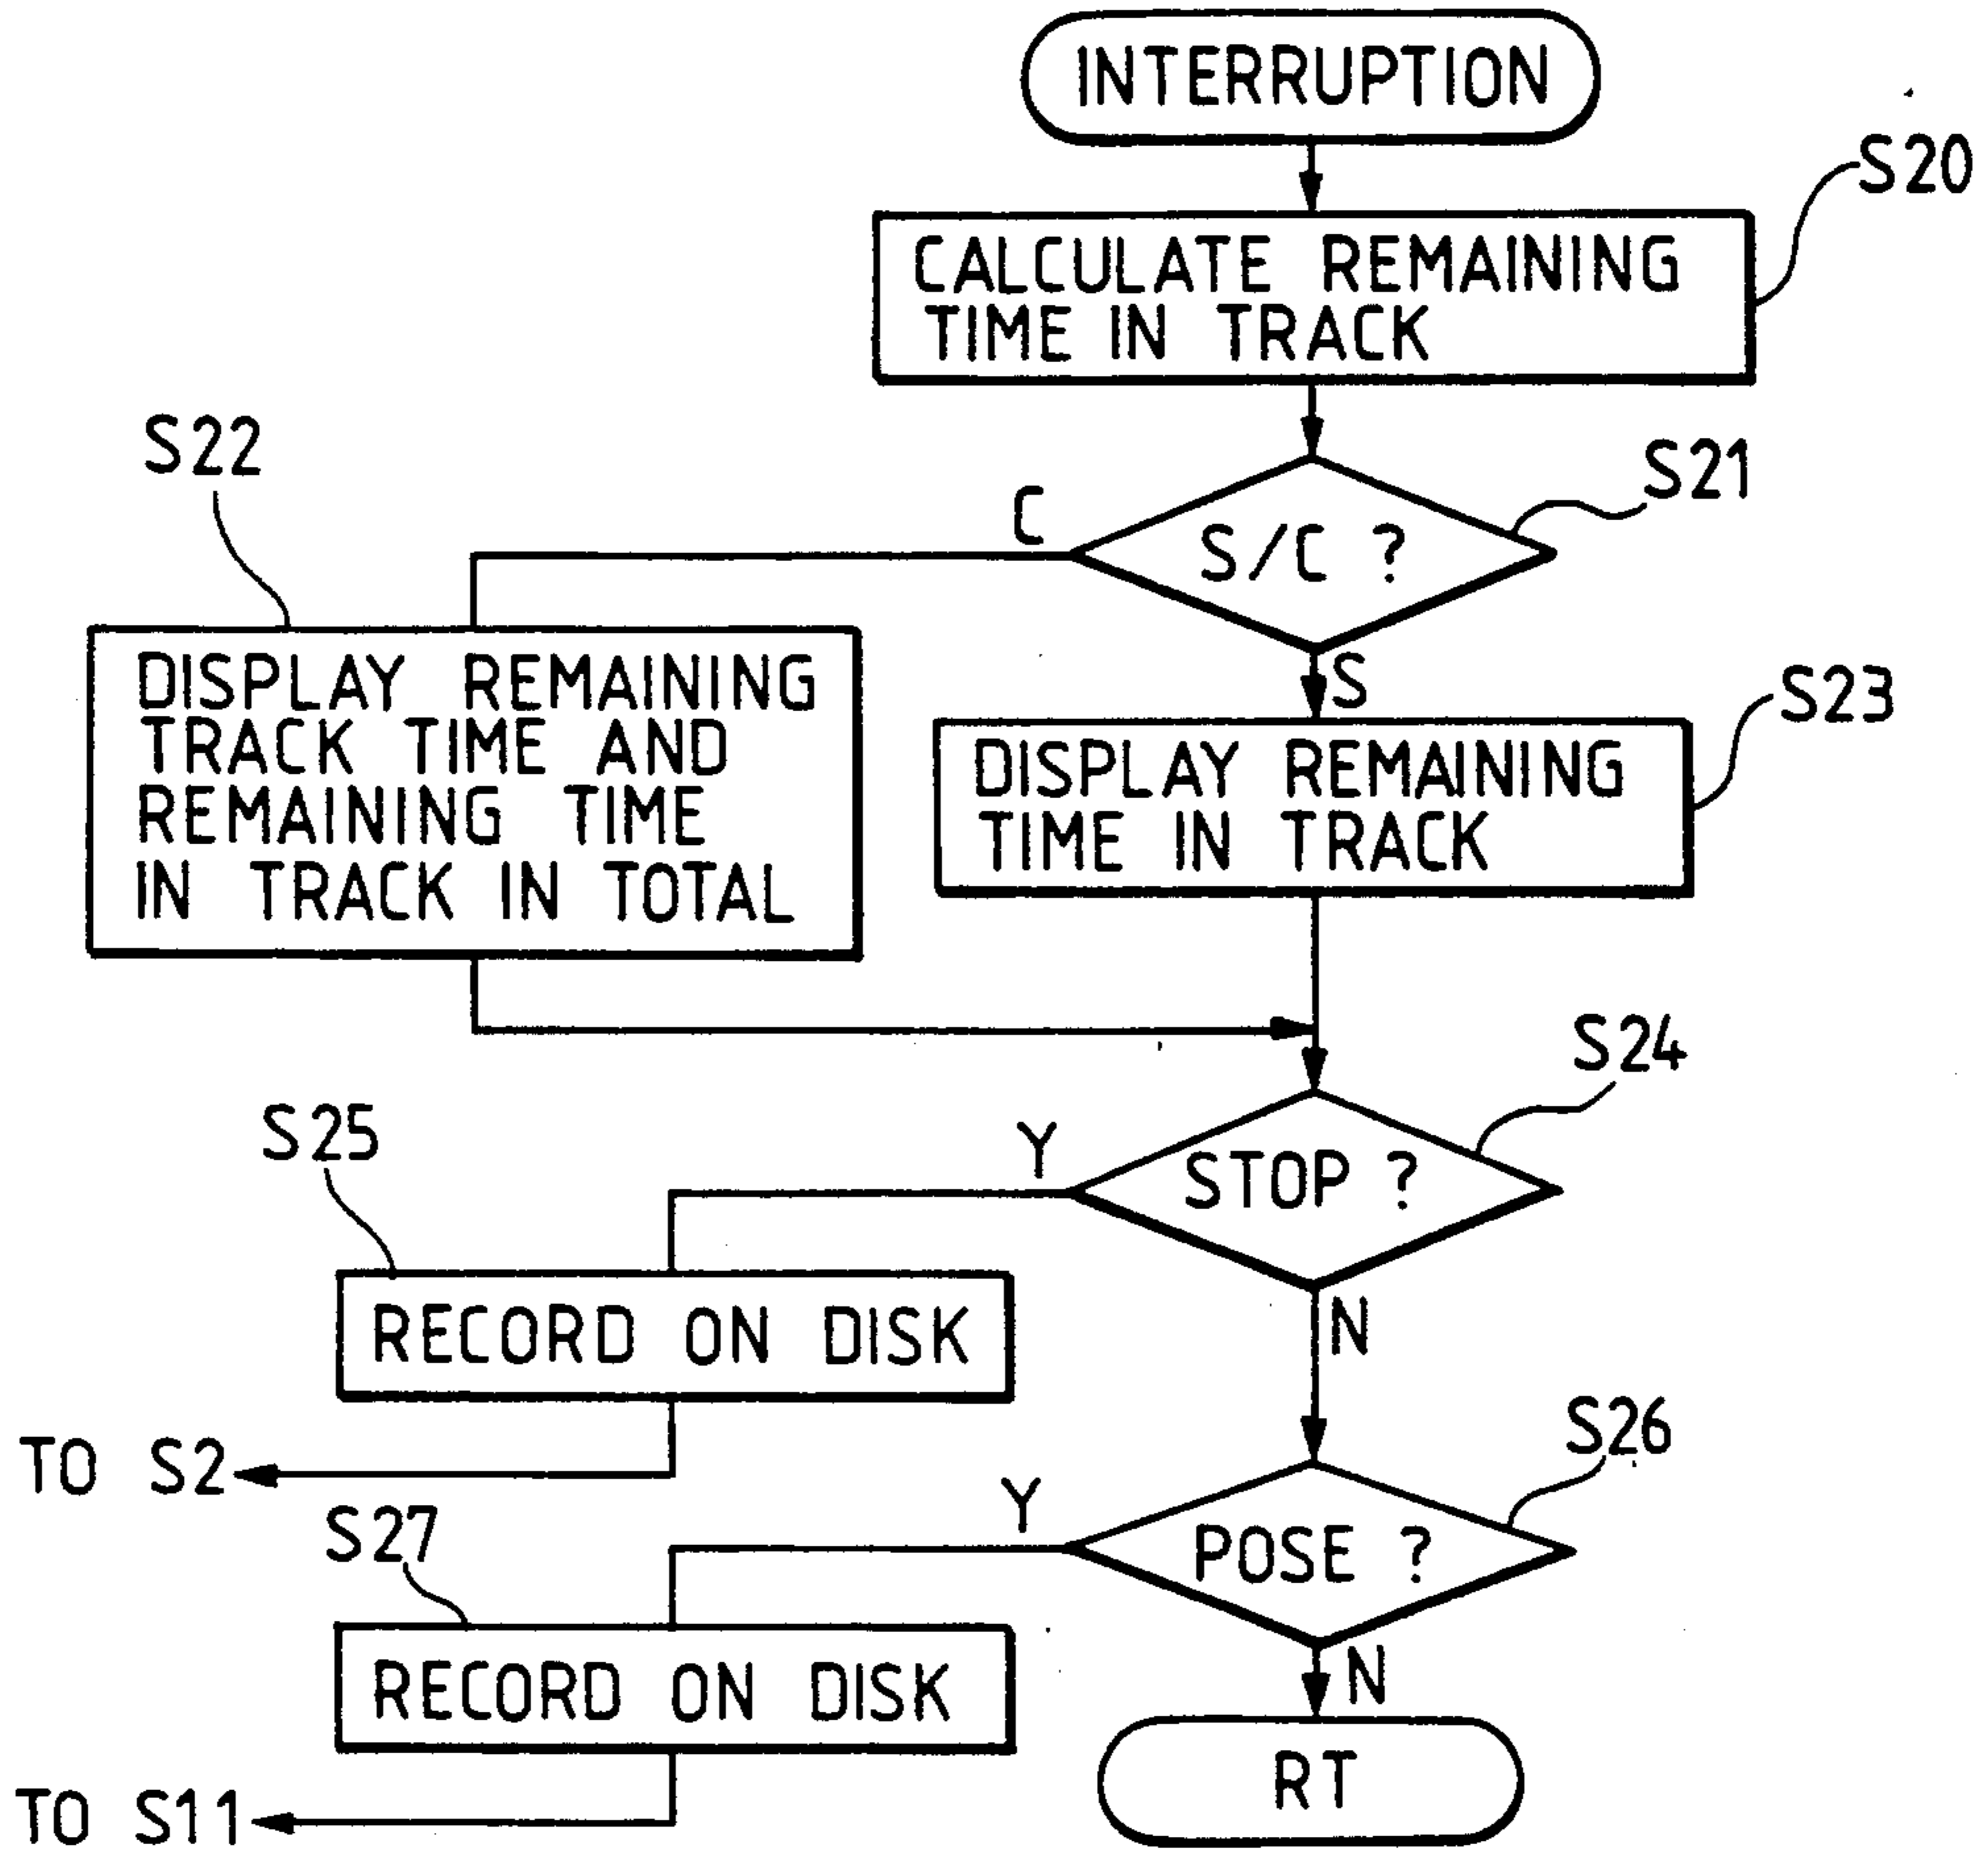 INTERRUPTION
S20
CALCULATE REMAINING
TIME IN TRACK
S22
S21
C
S/C ?
S
DISPLAY REMAINING
TRACK TIME AND
REMAINING TIME
IN TRACK IN TOTAL
S23
DISPLAY REMAINING
TIME IN TRACK
S24
S25
Y
STOP ?
N
RECORD ON DISK
TO S2
S26
Y
POSE ?
S27
N
RECORD ON DISK
TO S11
RT